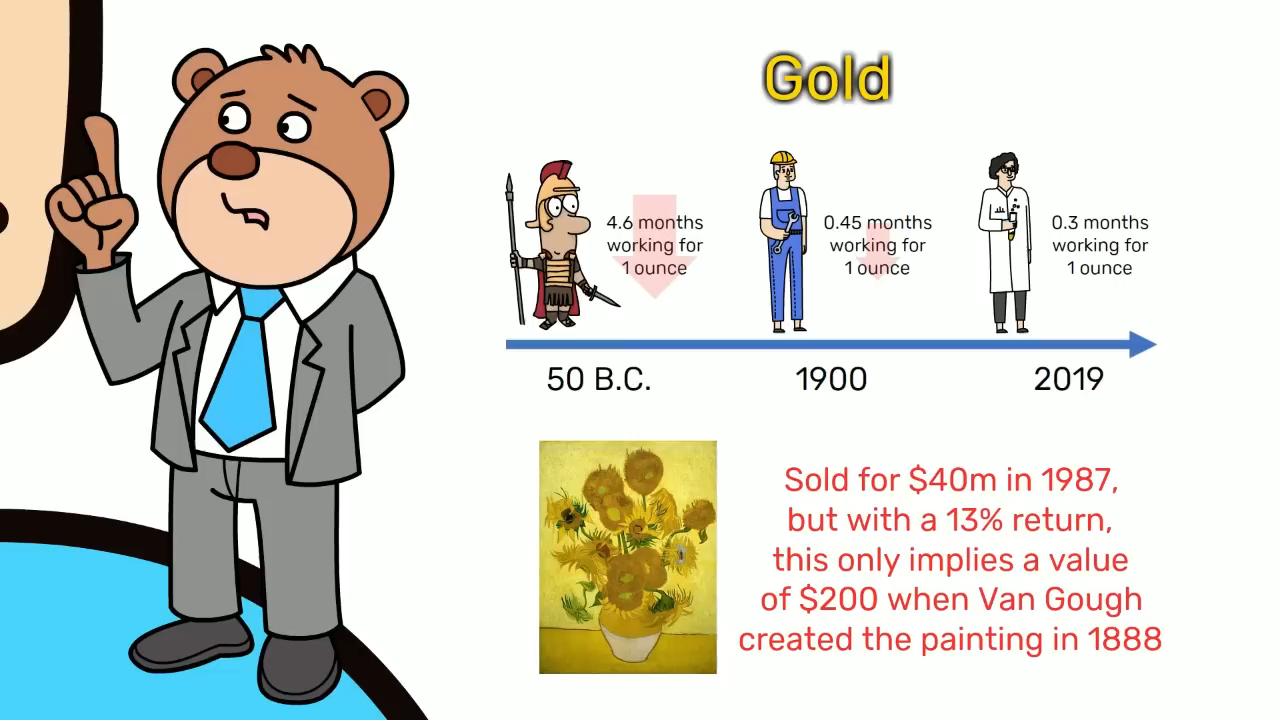 Gold
4.6 months
working for
1 ounce
0.45 months
working for
1 ounce
0.3 months
working for
1 ounce
50 B.C.
1900
2019
Sold for $40m in 1987,
but with a 13% return,
this only implies a value
of $200 when Van Gough
created the painting in 1888